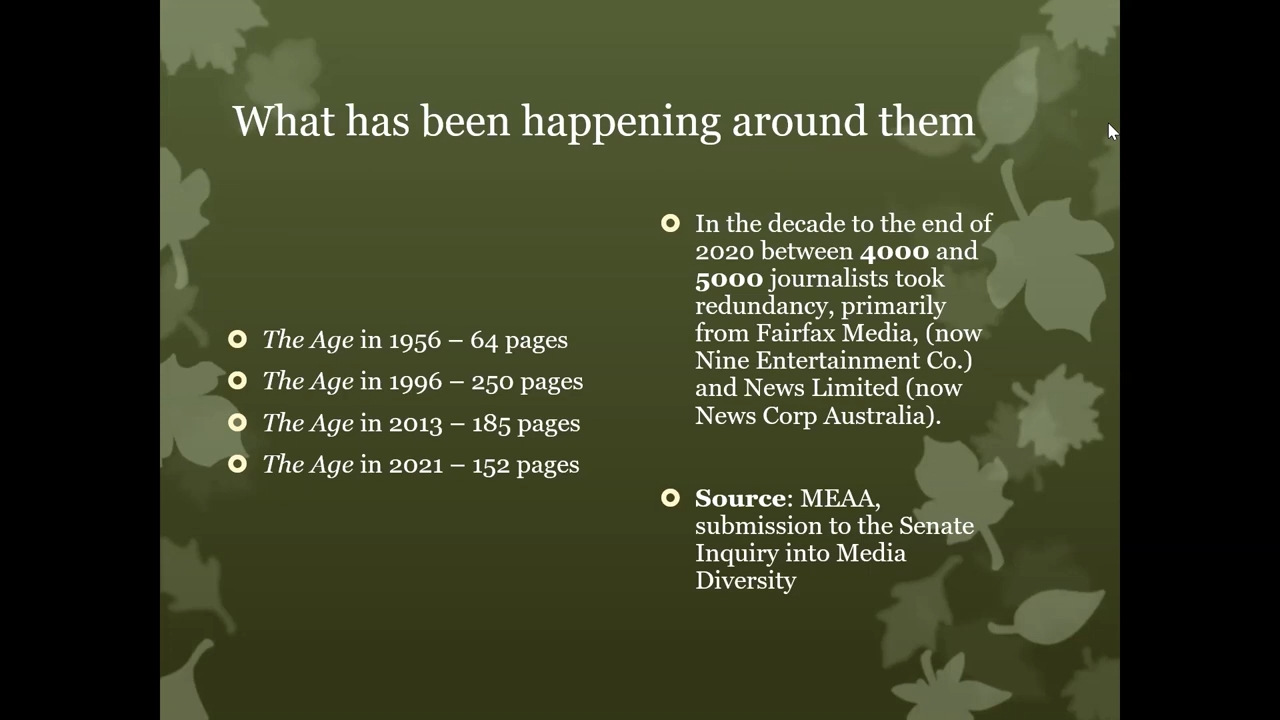 What has been happening around them
The Age in 1956 – 64 pages
The Age in 1996 – 250 pages
The Age in 2013 – 185 pages
The Age in 2021 – 152 pages
In the decade to the end of
2020 between 4000 and
5000 journalists took
redundancy, primarily
from Fairfax Media, (now
Nine Entertainment Co.)
and News Limited (now
News Corp Australia).
Source: MEAA,
submission to the Senate
Inquiry into Media
Diversity